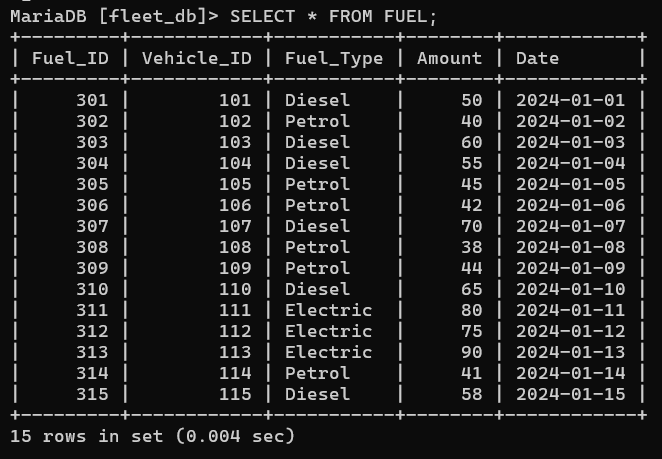 MariaDB [fleet_db]> SELECT * FROM FUEL;
+---------+------------+-----------+--------+------------+
| Fuel_ID | Vehicle_ID | Fuel_Type | Amount | Date       |
+---------+------------+-----------+--------+------------+
|     301 |        101 | Diesel    |     50 | 2024-01-01 |
|     302 |        102 | Petrol    |     40 | 2024-01-02 |
|     303 |        103 | Diesel    |     60 | 2024-01-03 |
|     304 |        104 | Diesel    |     55 | 2024-01-04 |
|     305 |        105 | Petrol    |     45 | 2024-01-05 |
|     306 |        106 | Petrol    |     42 | 2024-01-06 |
|     307 |        107 | Diesel    |     70 | 2024-01-07 |
|     308 |        108 | Petrol    |     38 | 2024-01-08 |
|     309 |        109 | Petrol    |     44 | 2024-01-09 |
|     310 |        110 | Diesel    |     65 | 2024-01-10 |
|     311 |        111 | Electric  |     80 | 2024-01-11 |
|     312 |        112 | Electric  |     75 | 2024-01-12 |
|     313 |        113 | Electric  |     90 | 2024-01-13 |
|     314 |        114 | Petrol    |     41 | 2024-01-14 |
|     315 |        115 | Diesel    |     58 | 2024-01-15 |
+---------+------------+-----------+--------+------------+
15 rows in set (0.004 sec)